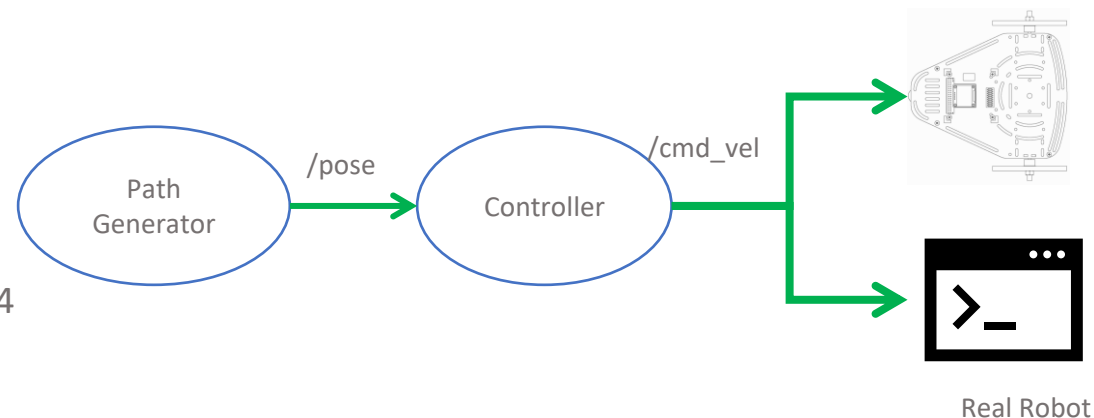 Path
Generator
/pose
Controller
/cmd_vel
4
>_
Real Robot